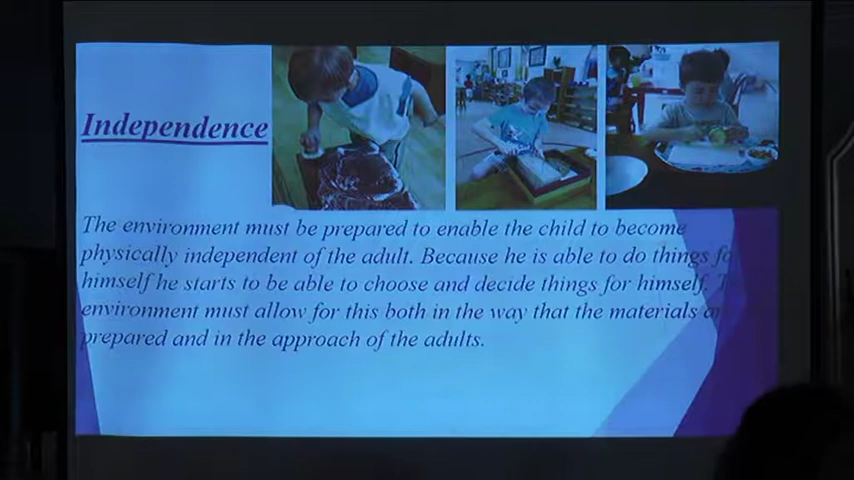 Independence
The environment must be prepared to enable the child to become
physically independent of the adult. Because he is able to do things
himself he starts to be able to choose and decide things for himself.
environment must allow for this both in the way that the materials
prepared and in the approach of the adults.